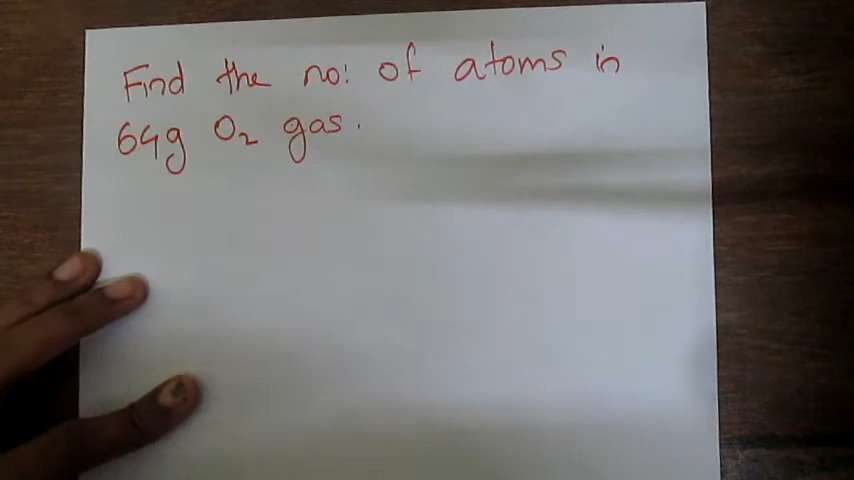 Find the no: of atoms in
64g O₂ gas.